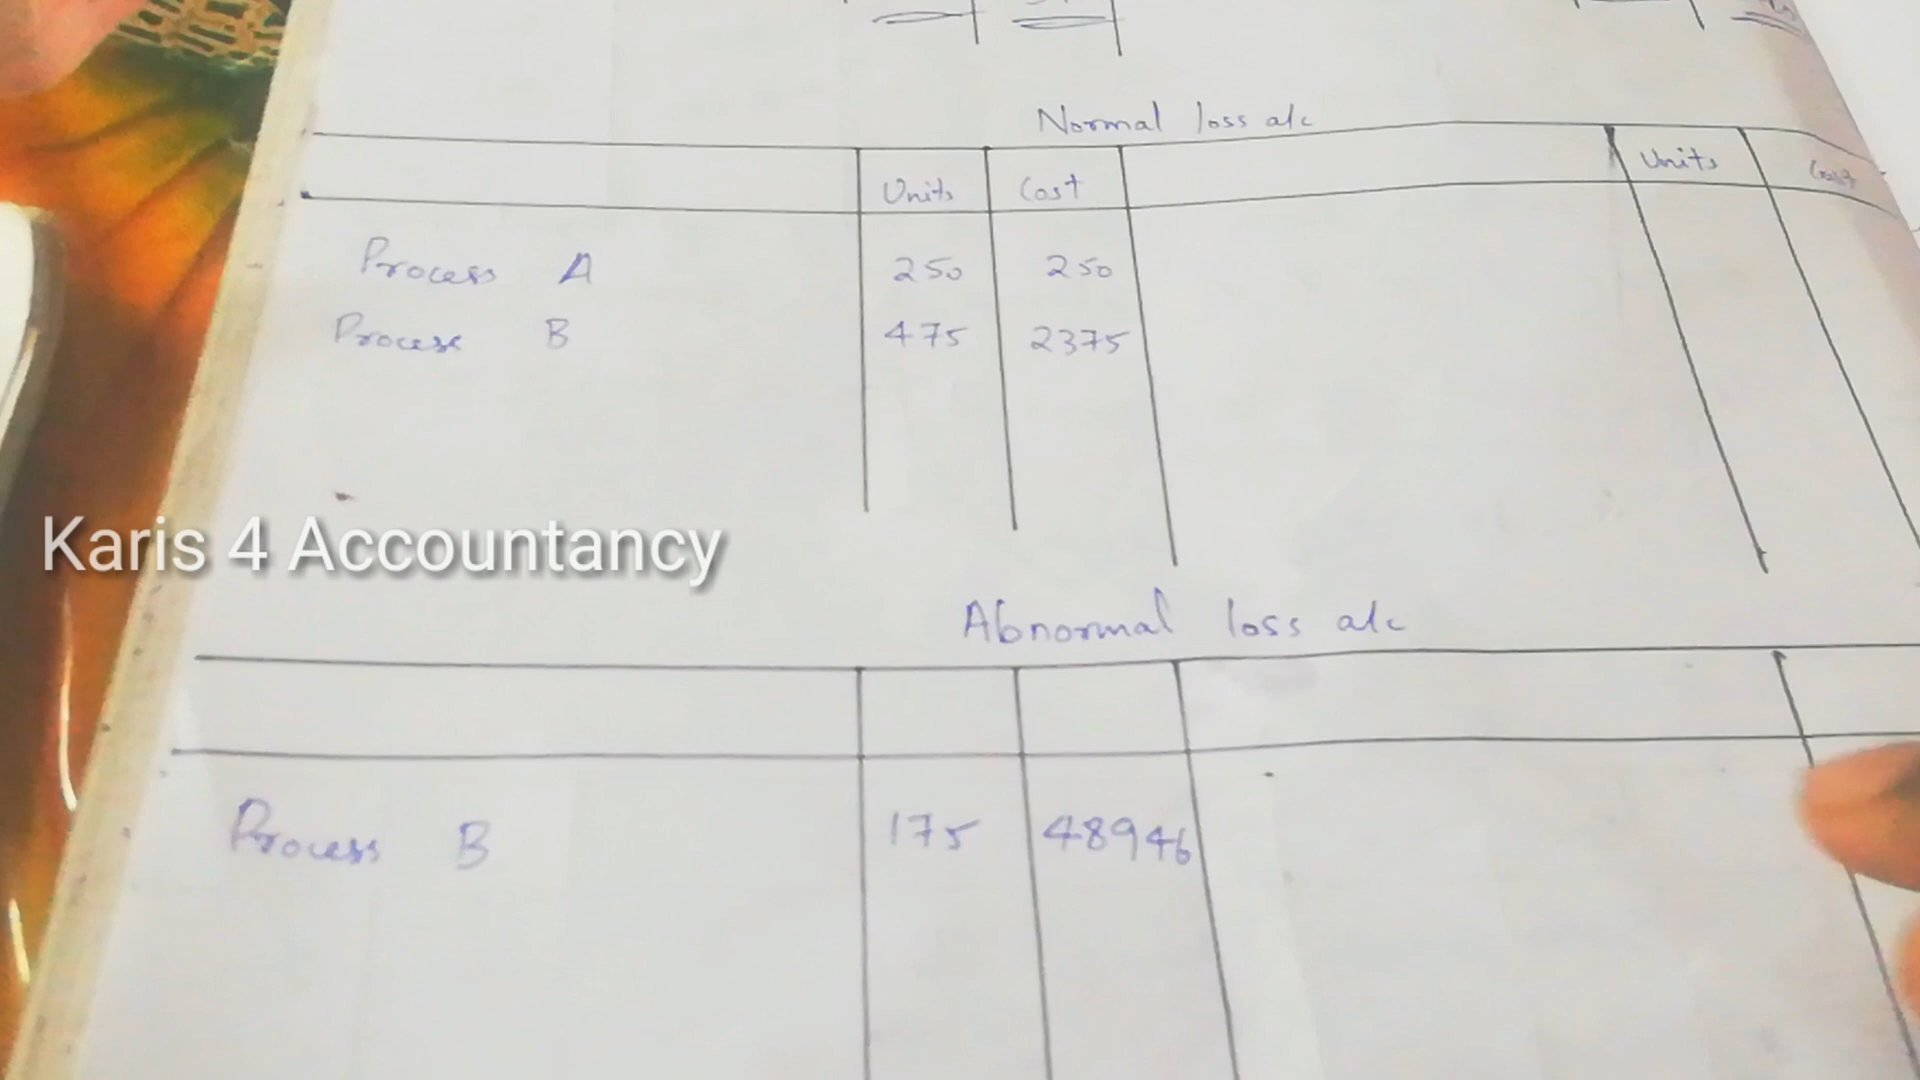 Normal loss a/c
Units Cost Units Cost
Process A 250 250
Process B 475 2375
Karis 4 Accountancy
Abnormal loss a/c
Process B 175 48946